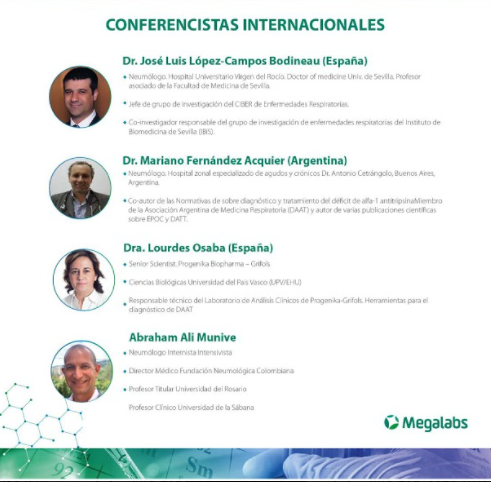 CONFERENCISTAS INTERNACIONALES
Dr. José Luis López-Campos Bodineau (España)
Neumólogo. Hospital Universitario Virgen del Rocío. Doctor of medicine Univ. de Sevilla. Profesor
asociado de la Facultad de Medicina de Sevilla.
Jefe de grupo de investigación del CIBER de Enfermedades Respiratorias.
Co-investigador responsable del grupo de investigación de enfermedades respiratorias del Instituto de
Biomedicina de Sevilla (IBIS).
Dr. Mariano Fernández Acquier (Argentina)
Neumólogo. Hospital zonal especializado de agudos y crónicos Dr. Antonio Cetrángolo, Buenos Aires,
Argentina.
Co-autor de las Normativas de sobre diagnóstico y tratamiento del déficit de alfa-1 antitripsinaMiembro
de la Asociación Argentina de Medicina Respiratoria (DAAT) y autor de varias publicaciones científicas
sobre EPOC y DATT.
Dra. Lourdes Osaba (España)
Senior Scientist, Progenika Biopharma – Grifols
Ciencias Biológicas Universidad del País Vasco (UPV/EHU)
Responsable técnico del Laboratorio de Análisis Clínicos de Progenika-Grifols. Herramientas para el
diagnóstico de DAAT
Abraham Ali Munive
Neumólogo Internista Intensivista
Director Médico Fundación Neumológica Colombiana
Profesor Titular Universidad del Rosario
Profesor Clínico Universidad de la Sábana
Megalabs
92
Sm